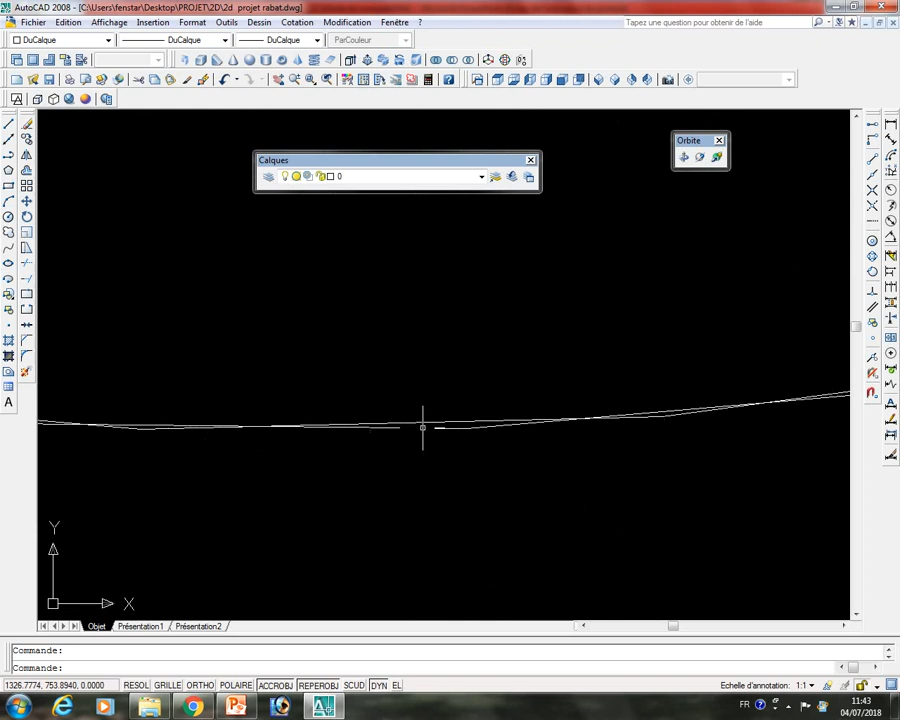 AutoCAD 2008 - [C:\Users\fenstar\Desktop\PROJET\2D\2d projet rabat.dwg]
Fichier Edition Affichage Insertion Format Outils Dessin Cotation Modification Fenêtre ?
Tapez une question pour obtenir de l'aide
DuCalque DuCalque DuCalque ParCouleur
Orbite
Calques
0
A
Y
X
Objet Présentation1 Présentation2
Commande:
Commande:
1326.7774, 753.8940, 0.0000 RESOL GRILLE ORTHO POLAIRE ACCROBJ REPEROBJ SCUD DYN EL Echelle d'annotation: 1:1
FR 11:43
04/07/2018